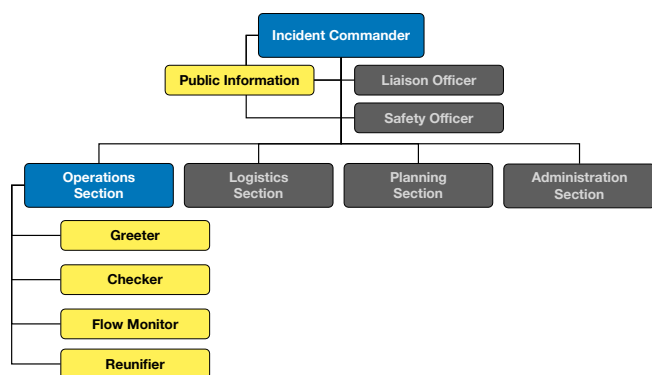 Incident Commander
Public Information
Liaison Officer
Safety Officer
Operations
Section
Logistics
Section
Planning
Section
Administration
Section
Greeter
Checker
Flow Monitor
Reunifier